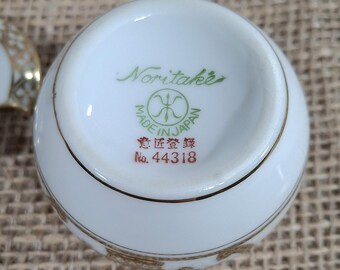 Noritake
MADE IN JAPAN
意匠登録
No. 44318